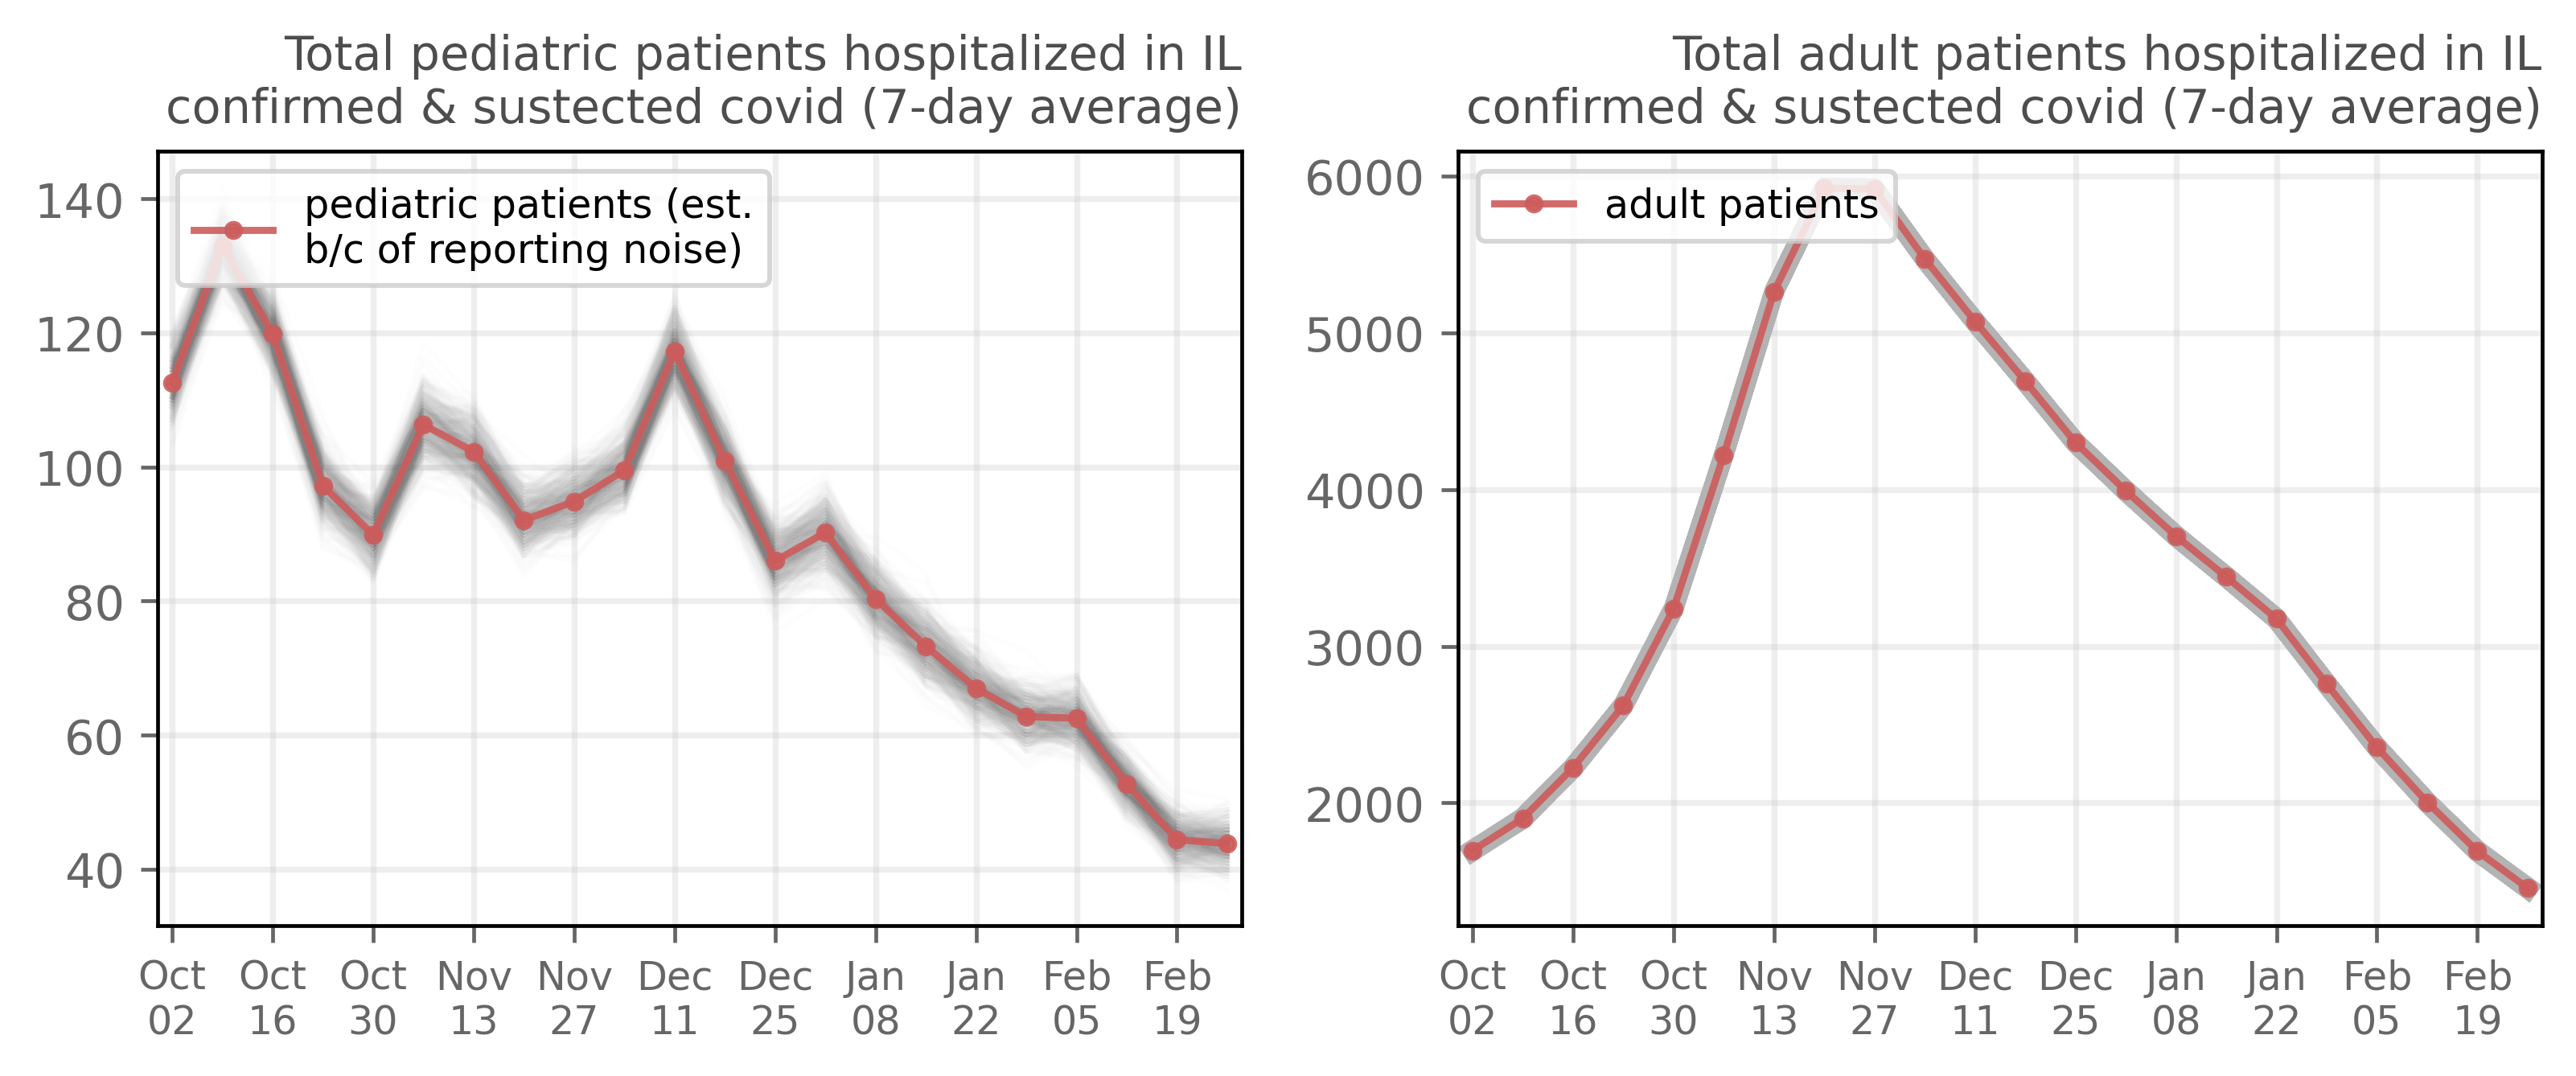 Total pediatric patients hospitalized in IL
confirmed & sustected covid (7-day average)
pediatric patients (est.
b/c of reporting noise)
140
120
100
80
60
40
Oct Oct Oct Nov Nov Dec Dec Jan Jan Feb Feb
02 16 30 13 27 11 25 08 22 05 19
Total adult patients hospitalized in IL
confirmed & sustected covid (7-day average)
adult patients
6000
5000
4000
3000
2000
Oct Oct Oct Nov Nov Dec Dec Jan Jan Feb Feb
02 16 30 13 27 11 25 08 22 05 19